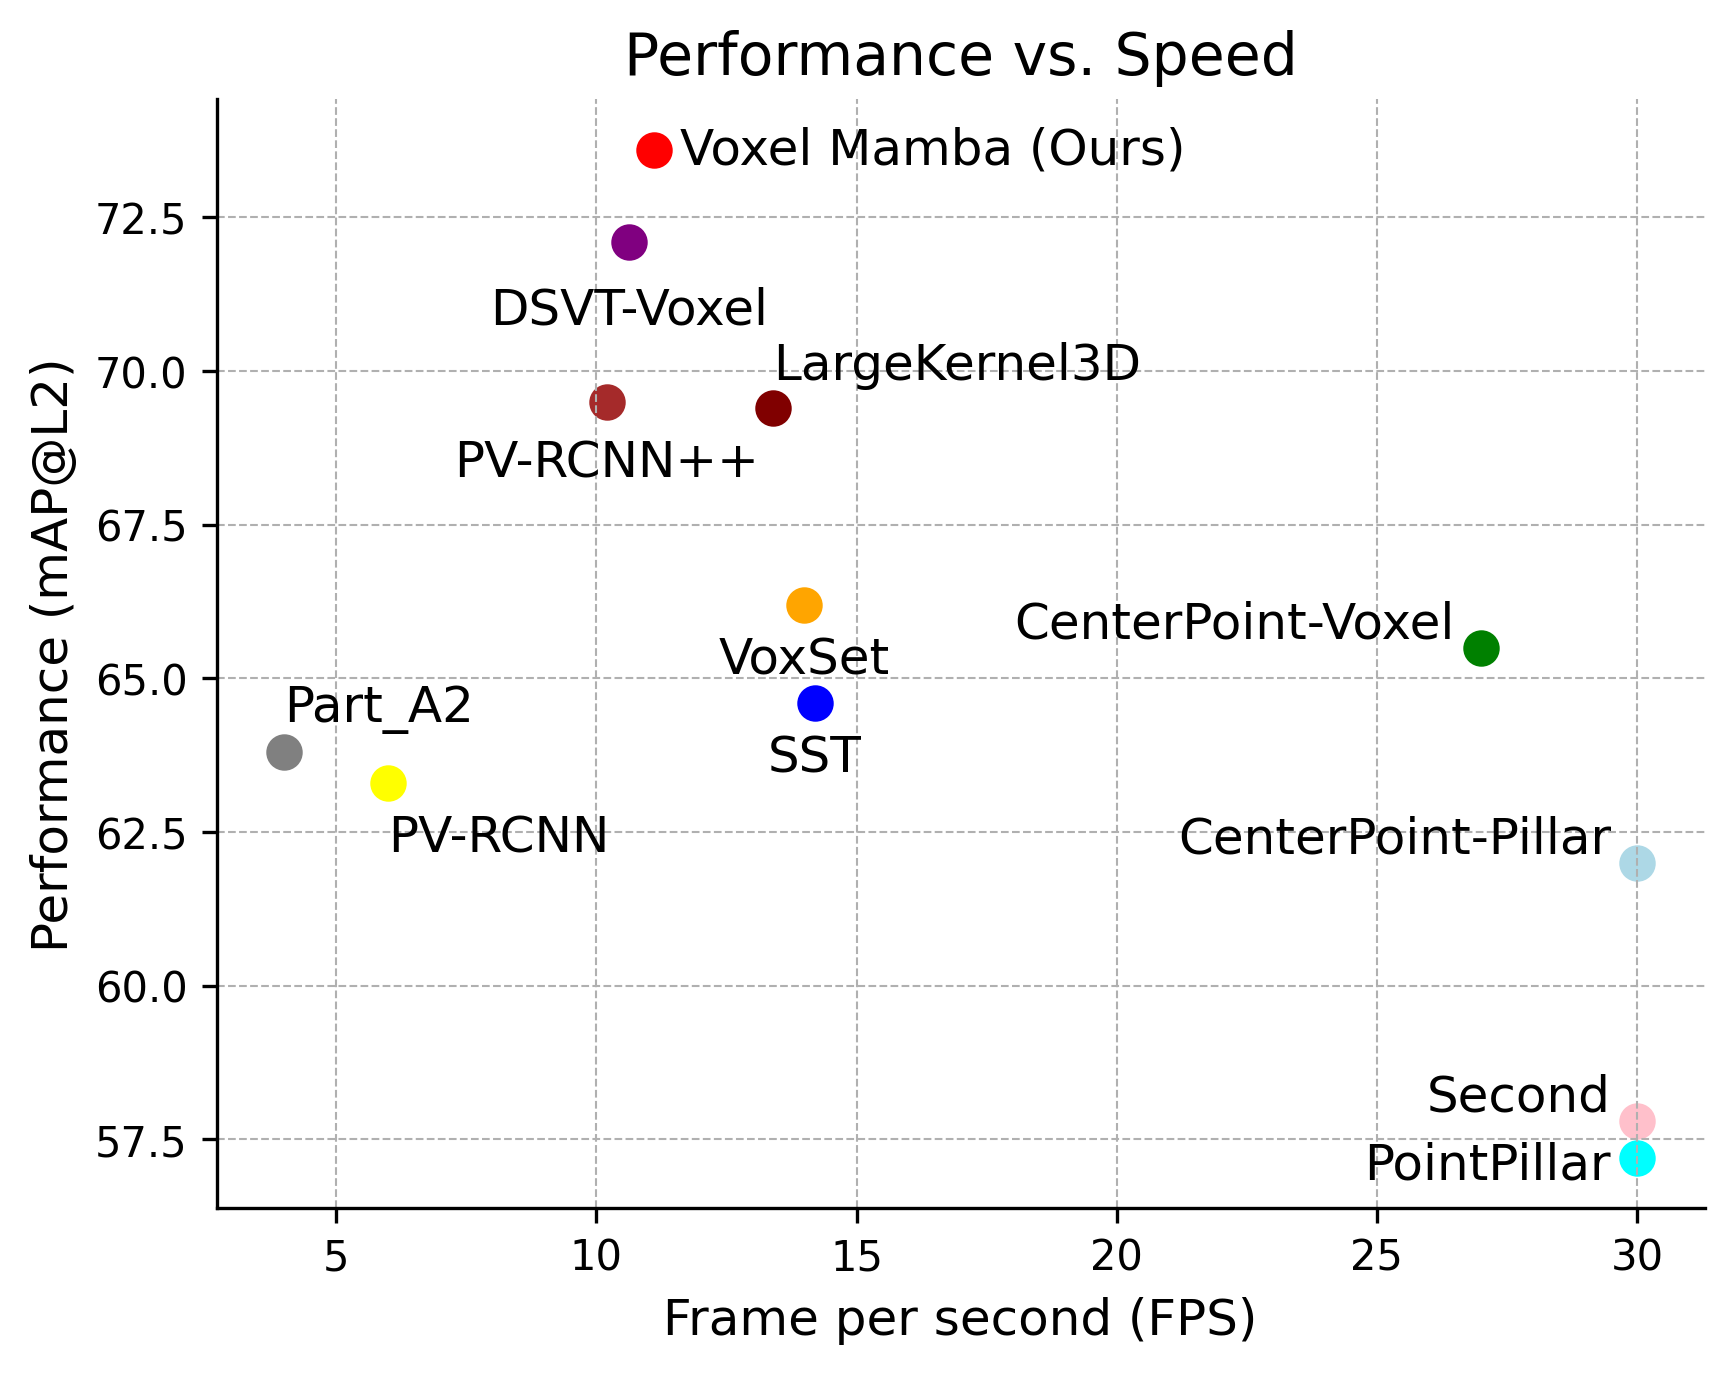 Performance vs. Speed
Voxel Mamba (Ours)
72.5
DSVT-Voxel
LargeKernel3D
70.0
PV-RCNN++
67.5
CenterPoint-Voxel
VoxSet
65.0
Part_A2
SST
PV-RCNN
62.5
CenterPoint-Pillar
60.0
Second
57.5
PointPillar
Performance (mAP@L2)
5 10 15 20 25 30
Frame per second (FPS)